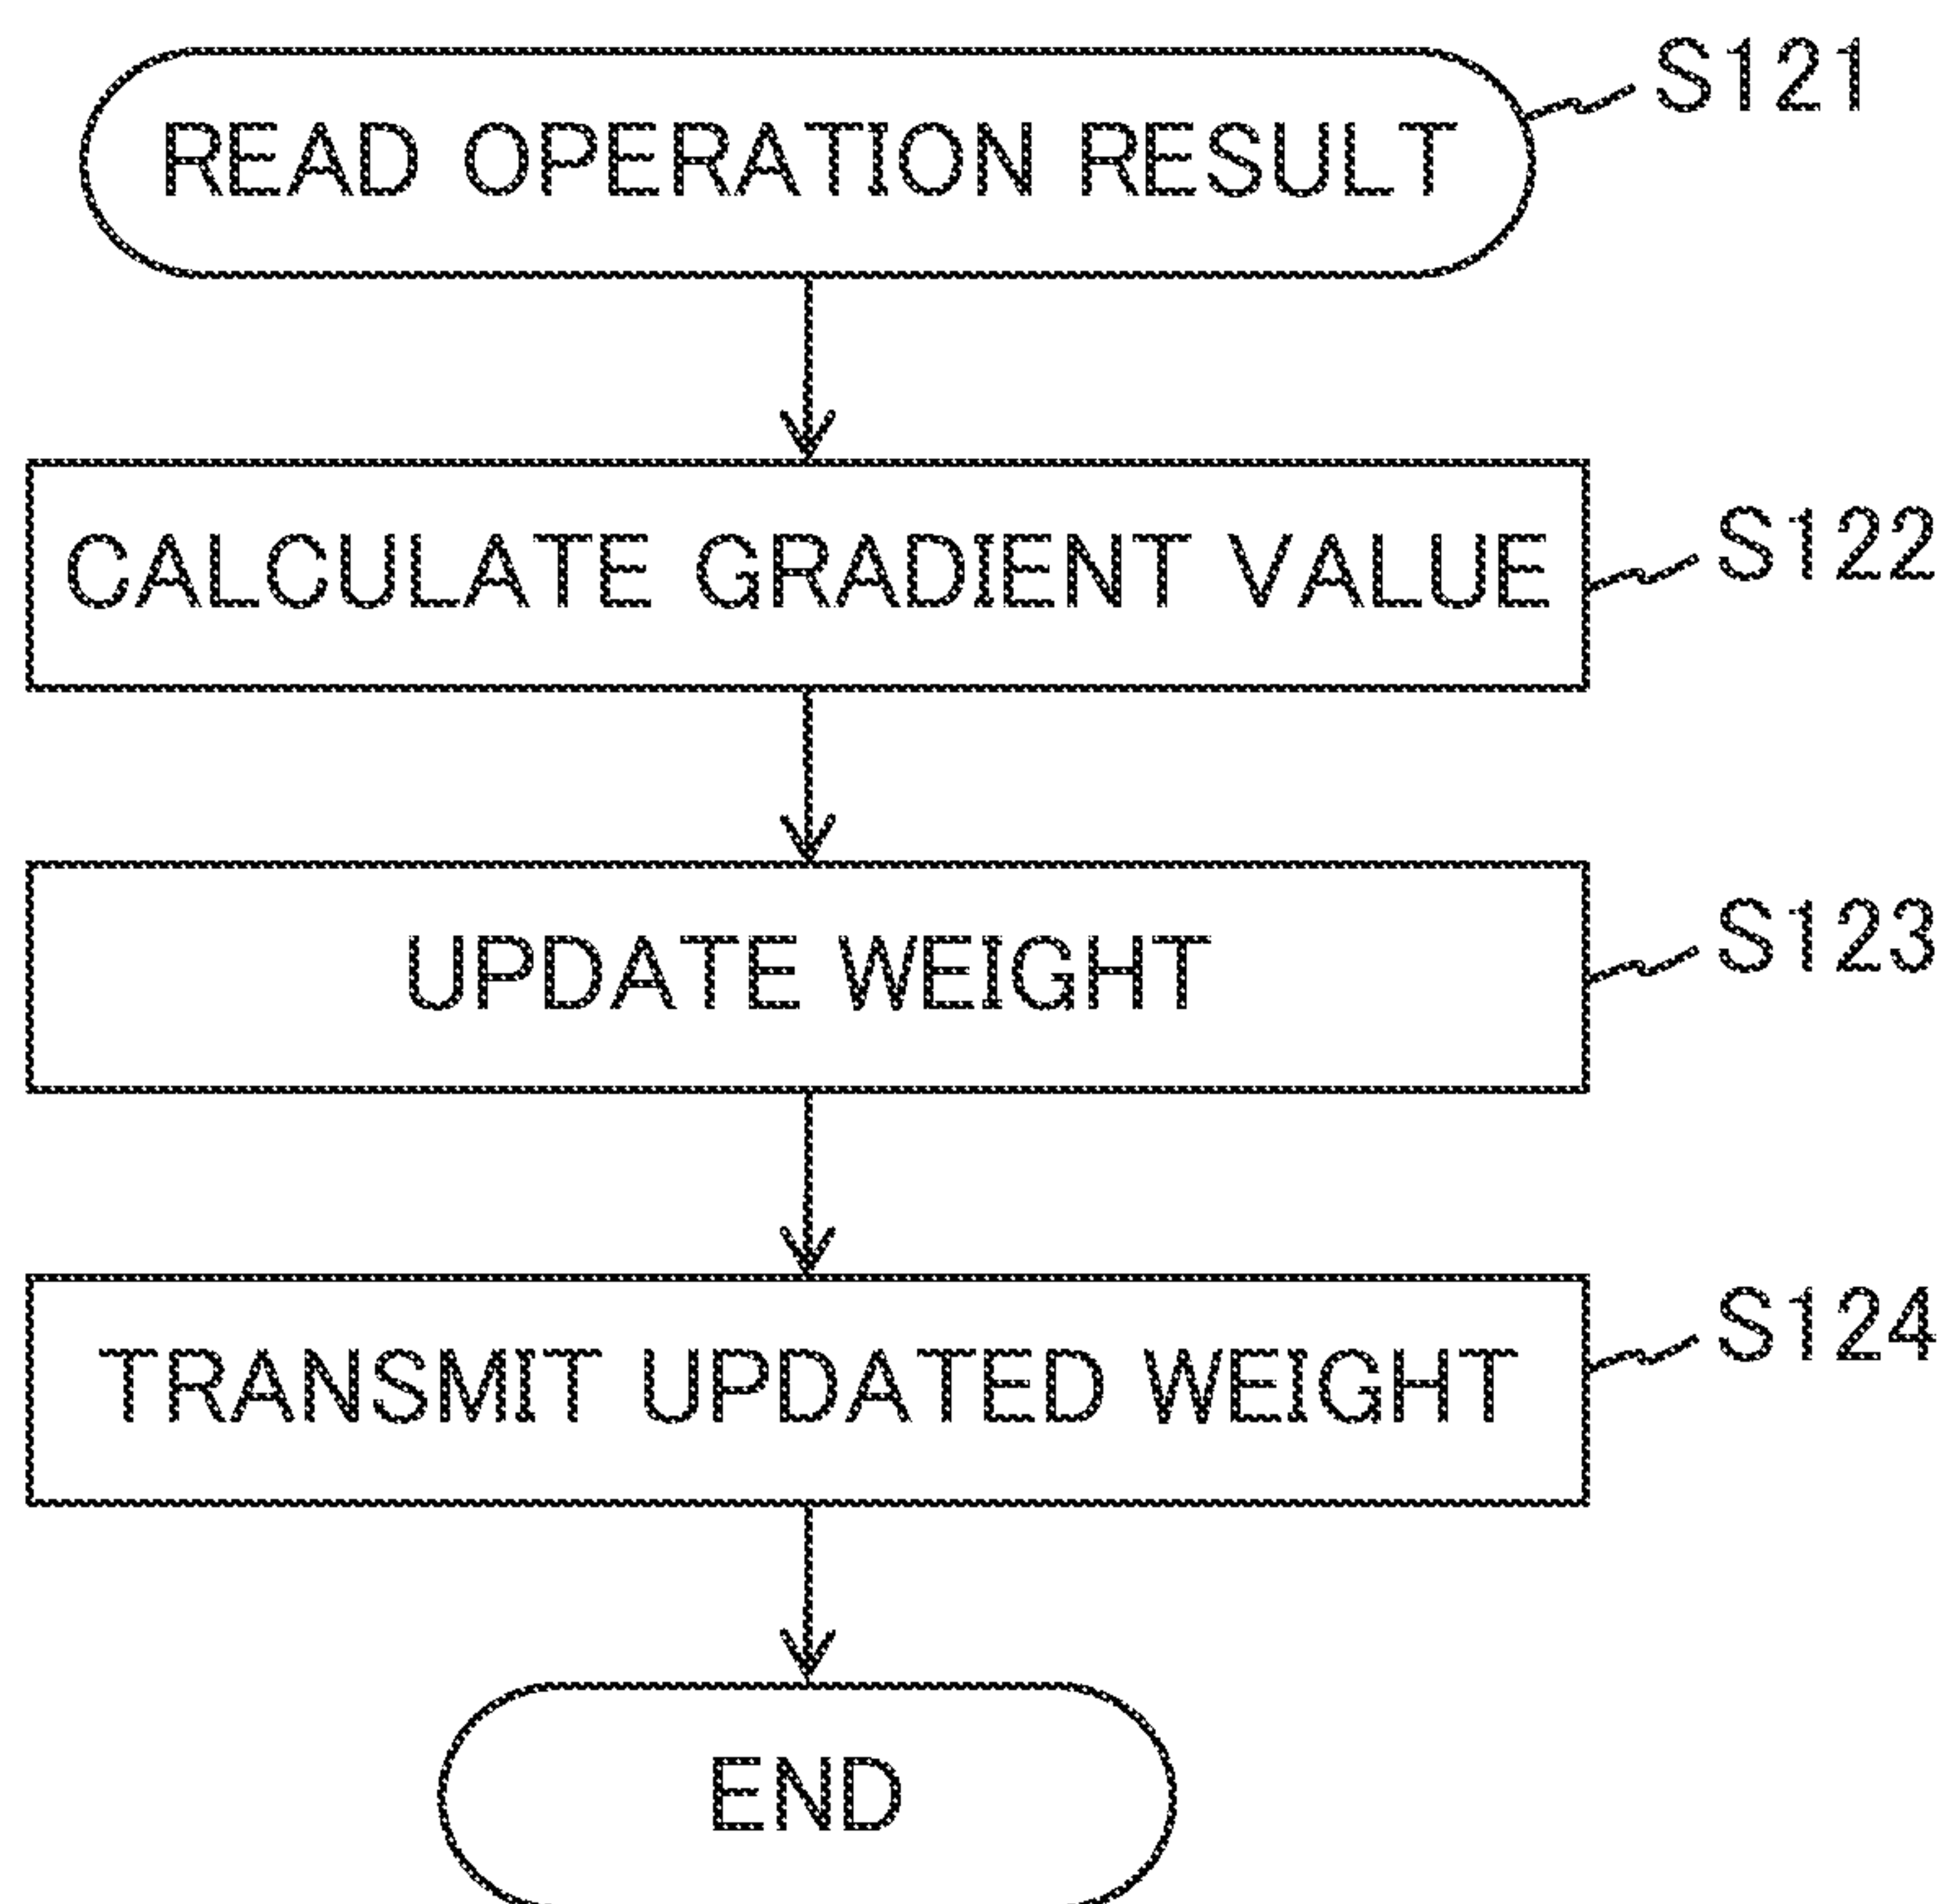 READ OPERATION RESULT
S121
CALCULATE GRADIENT VALUE
S122
UPDATE WEIGHT
S123
TRANSMIT UPDATED WEIGHT
S124
END